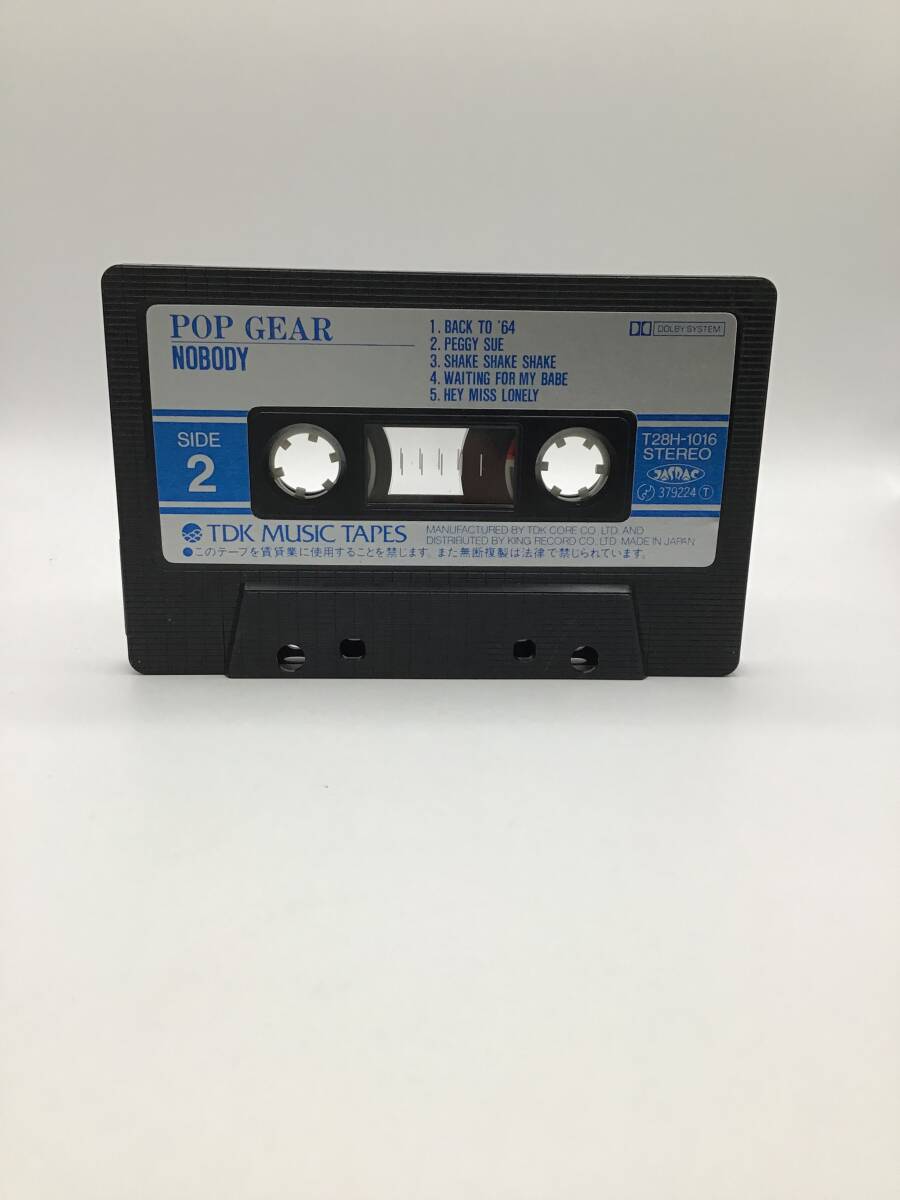 POP GEAR
NOBODY
1. BACK TO '64
2. PEGGY SUE
3. SHAKE SHAKE SHAKE
4. WAITING FOR MY BABE
5. HEY MISS LONELY
DOLBY SYSTEM
SIDE
2
T28H-1016
STEREO
JASRAC
379224 T
TDK MUSIC TAPES
MANUFACTURED BY TDK CORE CO., LTD. AND
DISTRIBUTED BY KING RECORD CO., LTD. MADE IN JAPAN
●このテープを賃貸業に使用することを禁じます。また無断複製は法律で禁じられています。